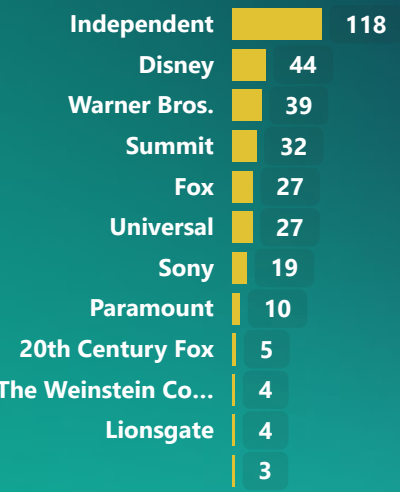 Independent 118
Disney 44
Warner Bros. 39
Summit 32
Fox 27
Universal 27
Sony 19
Paramount 10
20th Century Fox 5
The Weinstein Co... 4
Lionsgate 4
3